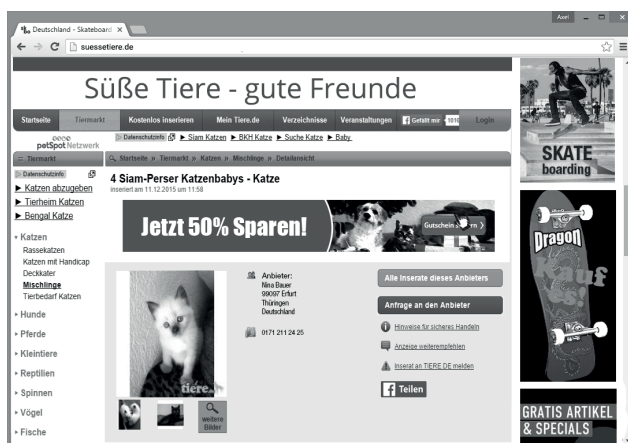 Axel
Deutschland - Skateboard
suessetiere.de
Süße Tiere - gute Freunde
Startseite
Tiermarkt
Kostenlos inserieren
Mein Tiere.de
Verzeichnisse
Veranstaltungen
Gefällt mir
Login
petSpot Netzwerk
Datenschutzinfo
► Siam Katzen ► BKH Katze ► Suche Katze ► Baby
Tiermarkt
Startseite » Tiermarkt » Katzen » Mischlinge » Detailansicht
Datenschutzinfo
► Katzen abzugeben
► Tierheim Katzen
► Bengal Katze
Katzen
Rassekatzen
Katzen mit Handicap
Deckkater
Mischlinge
Tierbedarf Katzen
Hunde
Pferde
Kleintiere
Reptilien
Spinnen
Vögel
Fische
4 Siam-Perser Katzenbabys - Katze
inseriert am 11.12.2015 um 11:58
Jetzt 50% Sparen!
Gutschein
Anbieter:
Nina Bauer
99097 Erfurt
Thüringen
Deutschland
0171 211 24 25
tiere
weitere
Bilder
Alle Inserate dieses Anbieters
Anfrage an den Anbieter
Hinweise für sicheres Handeln
Anzeige weiterempfehlen
Inserat an TIERE.DE melden
Teilen
SKATE
boarding
Dragon
Kauf
es!
GRATIS ARTIKEL
& SPECIALS